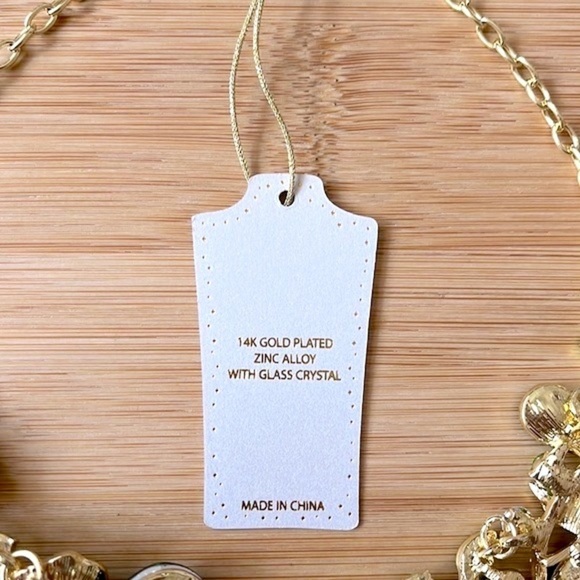 14K GOLD PLATED
ZINC ALLOY
WITH GLASS CRYSTAL
MADE IN CHINA